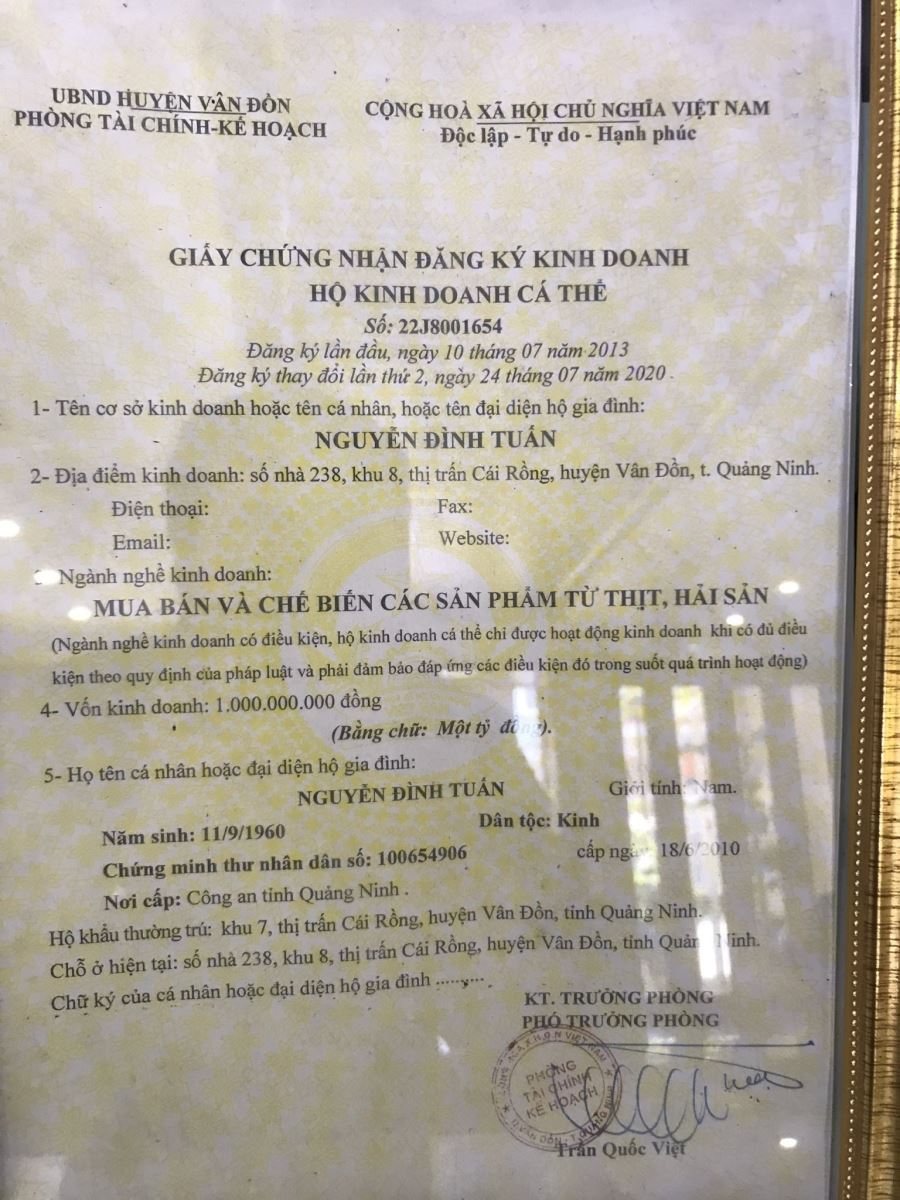 UBND HUYỆN VÂN ĐỒN
PHÒNG TÀI CHÍNH-KẾ HOẠCH
CỘNG HOÀ XÃ HỘI CHỦ NGHĨA VIỆT NAM
Độc lập - Tự do - Hạnh phúc
GIẤY CHỨNG NHẬN ĐĂNG KÝ KINH DOANH
HỘ KINH DOANH CÁ THỂ
Số: 22J8001654
Đăng ký lần đầu, ngày 10 tháng 07 năm 2013
Đăng ký thay đổi lần thứ 2, ngày 24 tháng 07 năm 2020.
1- Tên cơ sở kinh doanh hoặc tên cá nhân, hoặc tên đại diện hộ gia đình:
NGUYỄN ĐÌNH TUẤN
2- Địa điểm kinh doanh: số nhà 238, khu 8, thị trấn Cái Rồng, huyện Vân Đồn, t. Quảng Ninh.
Điện thoại: Fax:
Email: Website:
Ngành nghề kinh doanh:
MUA BÁN VÀ CHẾ BIẾN CÁC SẢN PHẨM TỪ THỊT, HẢI SẢN
(Ngành nghề kinh doanh có điều kiện, hộ kinh doanh cá thể chỉ được hoạt động kinh doanh khi có đủ điều
kiện theo quy định của pháp luật và phải đảm bảo đáp ứng các điều kiện đó trong suốt quá trình hoạt động)
4- Vốn kinh doanh: 1.000.000.000 đồng
(Bằng chữ: Một tỷ đồng).
5- Họ tên cá nhân hoặc đại diện hộ gia đình:
NGUYỄN ĐÌNH TUẤN Giới tính: Nam.
Năm sinh: 11/9/1960 Dân tộc: Kinh
Chứng minh thư nhân dân số: 100654906 cấp ngày 18/6/2010
Nơi cấp: Công an tỉnh Quảng Ninh.
Hộ khẩu thường trú: khu 7, thị trấn Cái Rồng, huyện Vân Đồn, tỉnh Quảng Ninh.
Chỗ ở hiện tại: số nhà 238, khu 8, thị trấn Cái Rồng, huyện Vân Đồn, tỉnh Quảng Ninh.
Chữ ký của cá nhân hoặc đại diện hộ gia đình .........
KT. TRƯỞNG PHÒNG
PHÓ TRƯỞNG PHÒNG
PHÒNG
TÀI CHÍNH
KẾ HOẠCH
Trần Quốc Việt